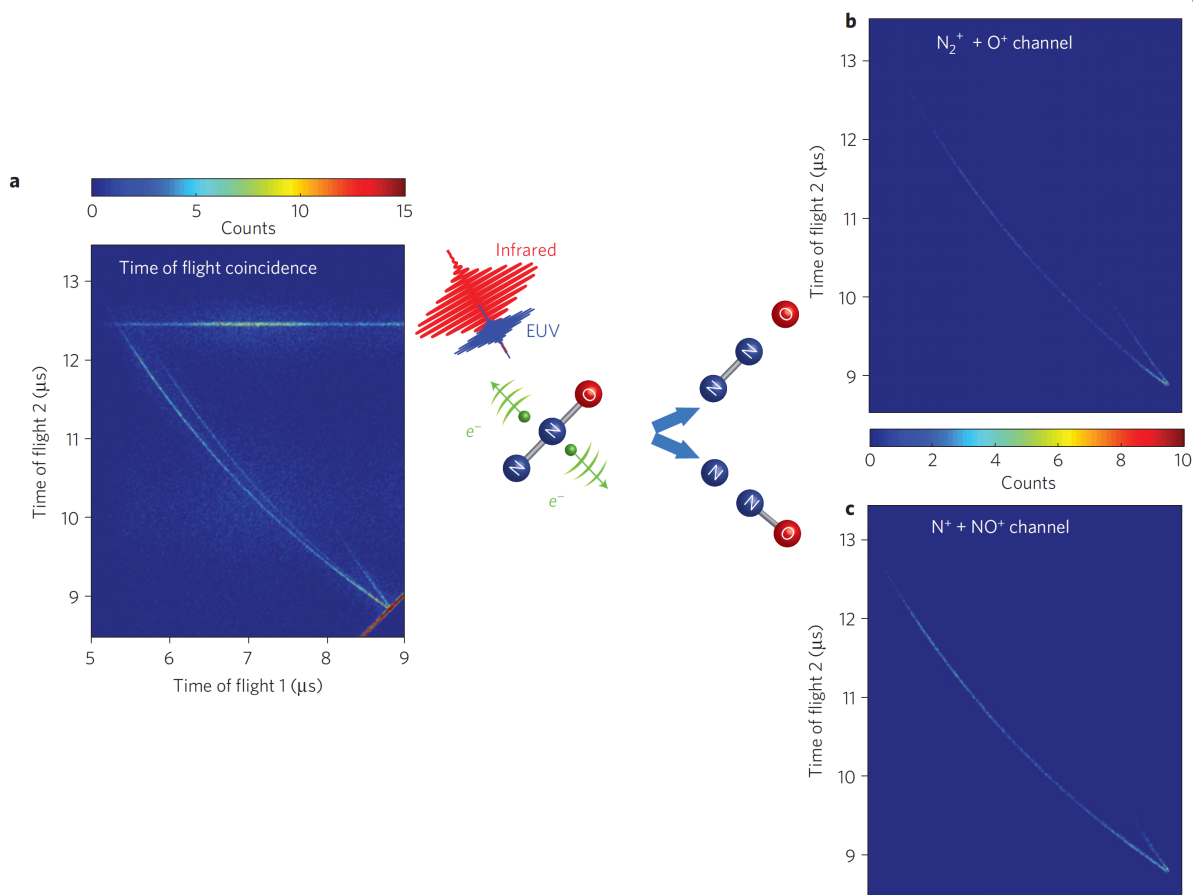 a
0 5 10 15
Counts
Time of flight coincidence
13
12
11
10
9
Time of flight 2 (μs)
5 6 7 8 9
Time of flight 1 (μs)
Infrared
EUV
e⁻
e⁻
N N O
N N O
N N O
b
N₂⁺ + O⁺ channel
13
12
11
10
9
Time of flight 2 (μs)
0 2 4 6 8 10
Counts
c
N⁺ + NO⁺ channel
13
12
11
10
9
Time of flight 2 (μs)